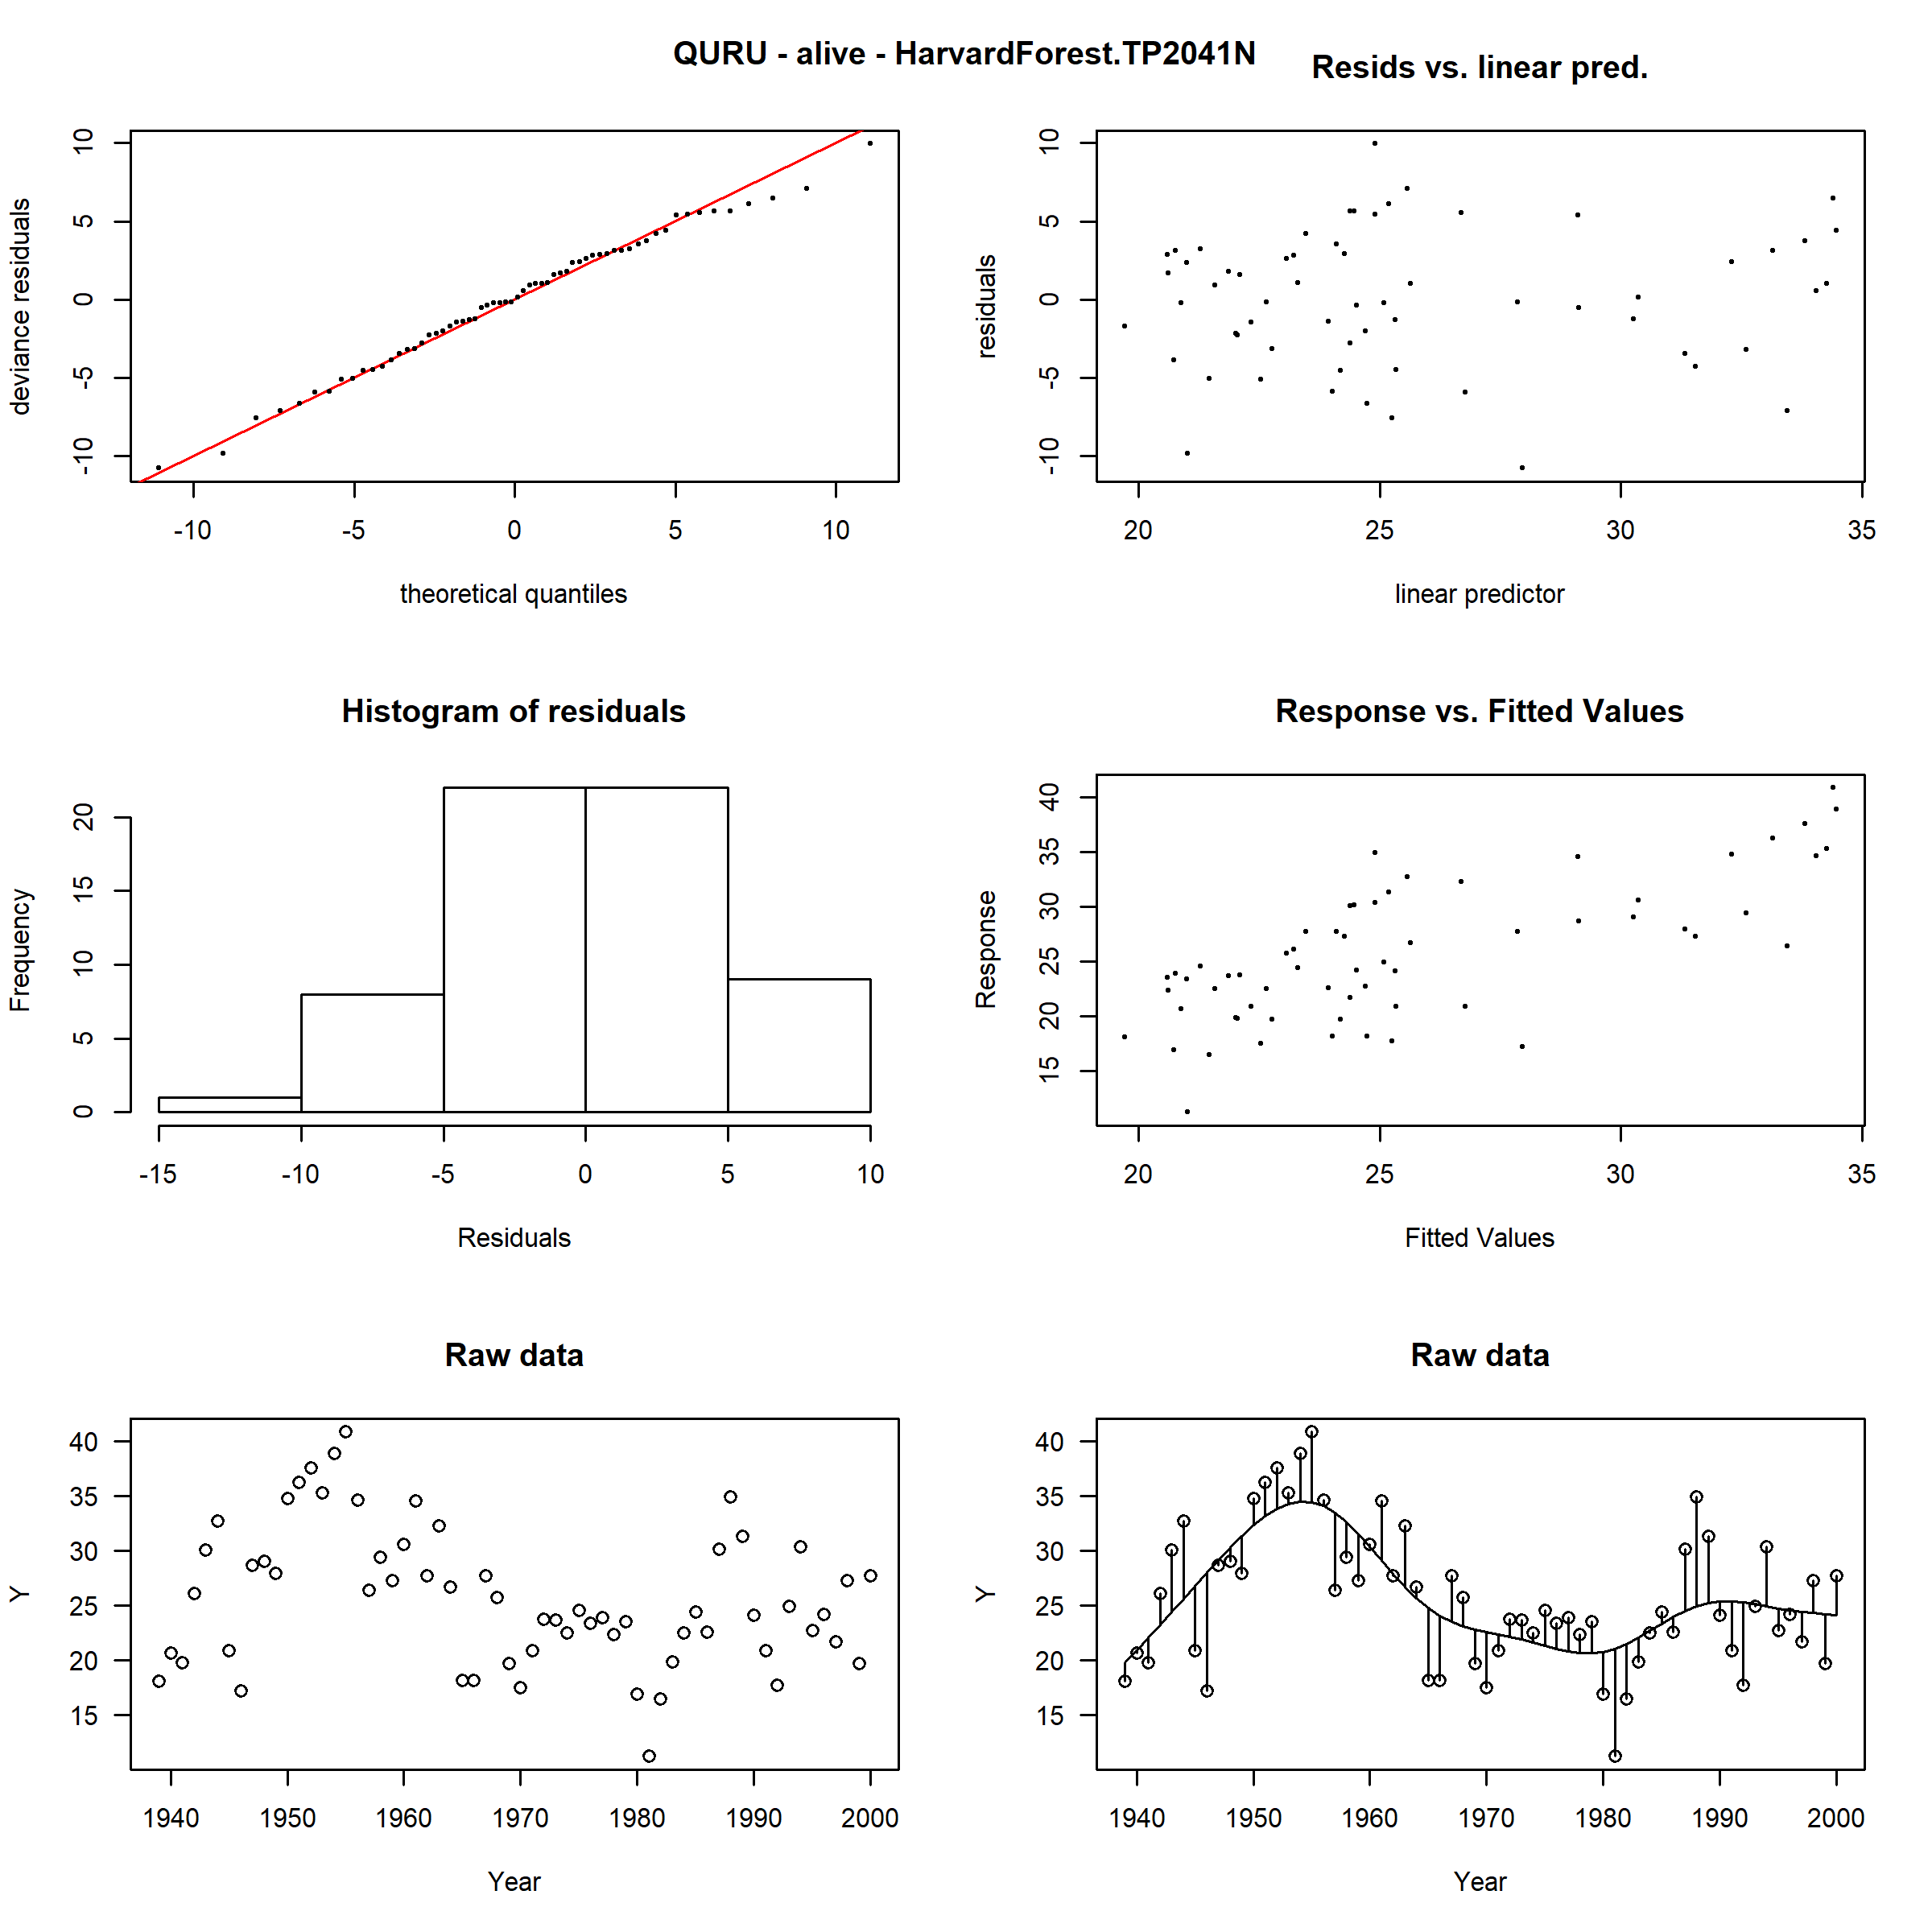 QURU - alive - HarvardForest.TP2041N
Resids vs. linear pred.
deviance residuals
10
5
0
-5
-10
-10 -5 0 5 10
theoretical quantiles
residuals
10
5
0
-5
-10
20 25 30 35
linear predictor
Histogram of residuals
Frequency
20
15
10
5
0
-15 -10 -5 0 5 10
Residuals
Response vs. Fitted Values
Response
40
35
30
25
20
15
20 25 30 35
Fitted Values
Raw data
Y
40
35
30
25
20
15
1940 1950 1960 1970 1980 1990 2000
Year
Raw data
Y
40
35
30
25
20
15
1940 1950 1960 1970 1980 1990 2000
Year